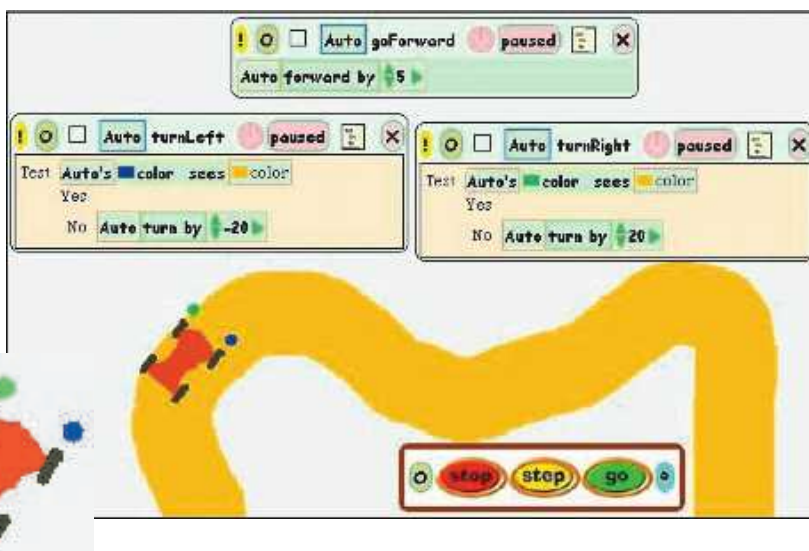 ! Auto goForward paused
Auto forward by 5
! Auto turnLeft paused
Test Auto's color sees color
Yes
No Auto turn by -20
! Auto turnRight paused
Test Auto's color sees color
Yes
No Auto turn by 20
stop step go